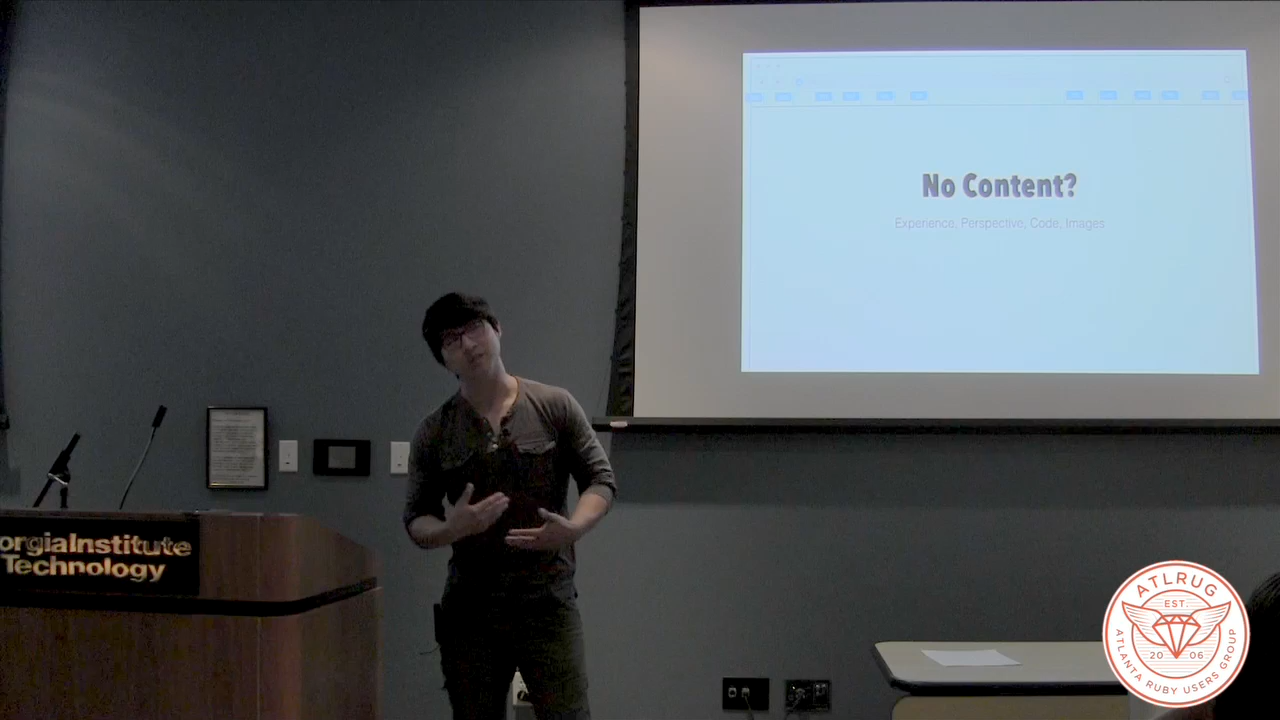 No Content?
Experience, Perspective, Code, Images
orgiaInstitute
Technology
ATLRUG
EST.
20 06
ATLANTA RUBY USERS GROUP